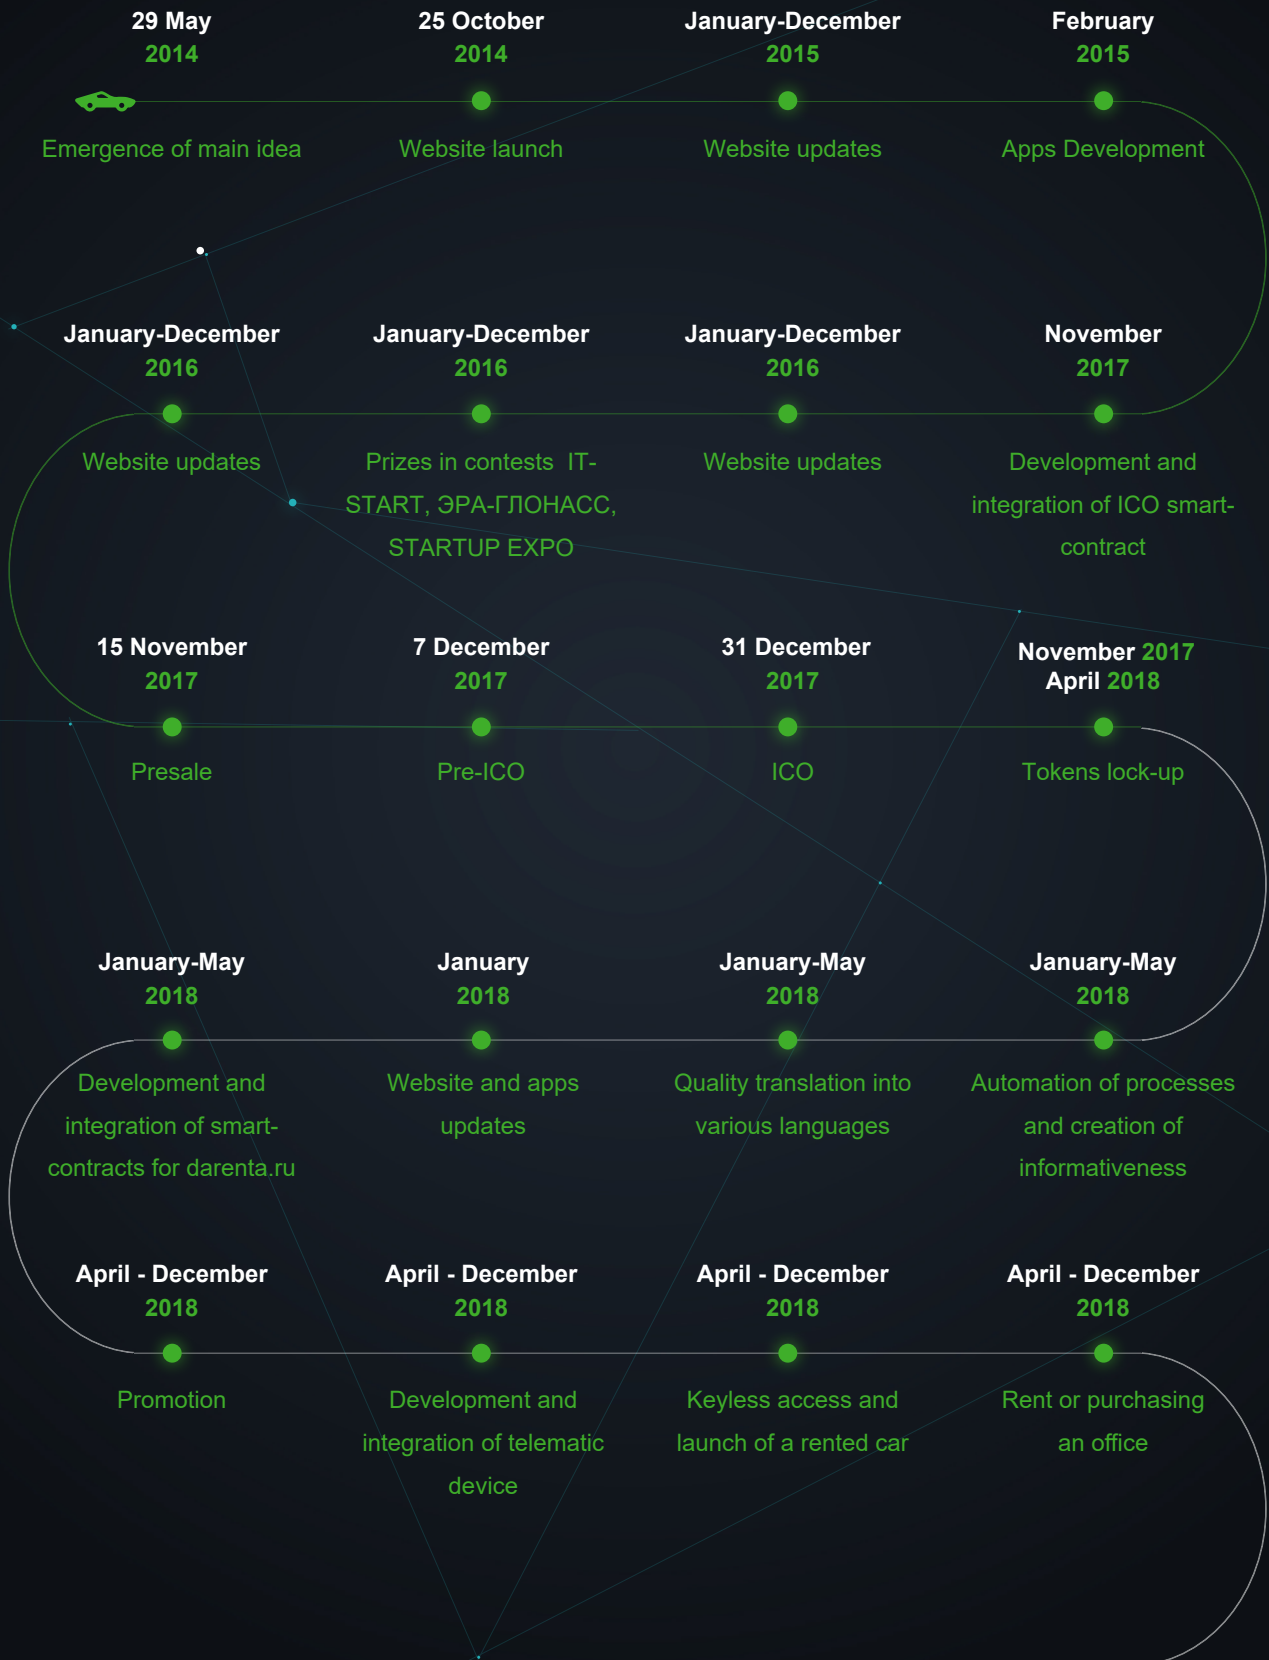 29 May
2014
Emergence of main idea
25 October
2014
Website launch
January-December
2015
Website updates
February
2015
Apps Development
January-December
2016
Website updates
January-December
2016
Prizes in contests  IT-
START, ЭРА-ГЛОНАСС,
STARTUP EXPO
January-December
2016
Website updates
November
2017
Development and
integration of ICO smart-
contract
15 November
2017
Presale
7 December
2017
Pre-ICO
31 December
2017
ICO
November 2017
April 2018
Tokens lock-up
January-May
2018
Development and
integration of smart-
contracts for darenta.ru
January
2018
Website and apps
updates
January-May
2018
Quality translation into
various languages
January-May
2018
Automation of processes
and creation of
informativeness
April - December
2018
Promotion
April - December
2018
Development and
integration of telematic
device
April - December
2018
Keyless access and
launch of a rented car
April - December
2018
Rent or purchasing
an office